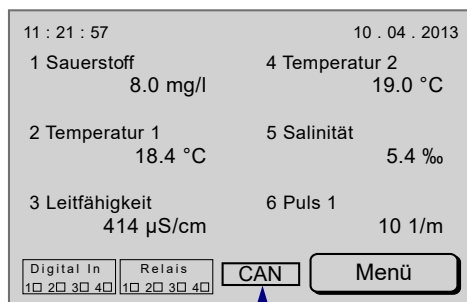 11 : 21 : 57 10 . 04 . 2013
1 Sauerstoff 4 Temperatur 2
8.0 mg/l 19.0 °C
2 Temperatur 1 5 Salinität
18.4 °C 5.4 ‰
3 Leitfähigkeit 6 Puls 1
414 µS/cm 10 1/m
Digital In Relais CAN Menü
1☐ 2☐ 3☐ 4☐ 1☐ 2☐ 3☐ 4☐